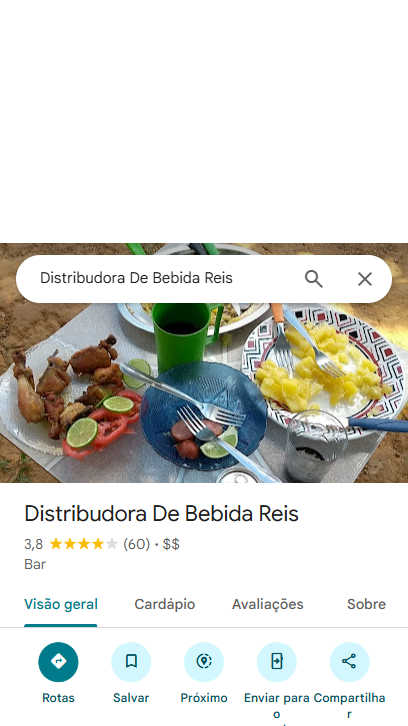 Distribudora De Bebida Reis
Distribudora De Bebida Reis
3,8 (60) · $$
Bar
Visão geral Cardápio Avaliações Sobre
Rotas Salvar Próximo Enviar para Compartilha
o r